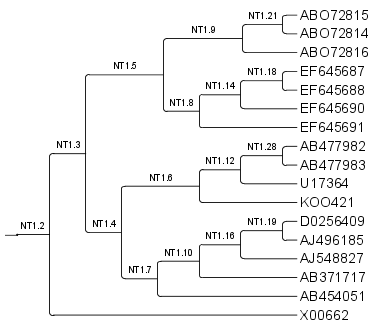 NT1.21 ABO72815
ABO72814
NT1.9
ABO72816
NT1.18 EF645687
NT1.5
EF645688
NT1.14
EF645690
NT1.8
EF645691
NT1.3
NT1.28 AB477982
AB477983
NT1.12
U17364
NT1.6
KOO421
NT1.2
NT1.4
NT1.19 D0256409
AJ496185
NT1.16
AJ548827
NT1.10
AB371717
NT1.7
AB454051
X00662